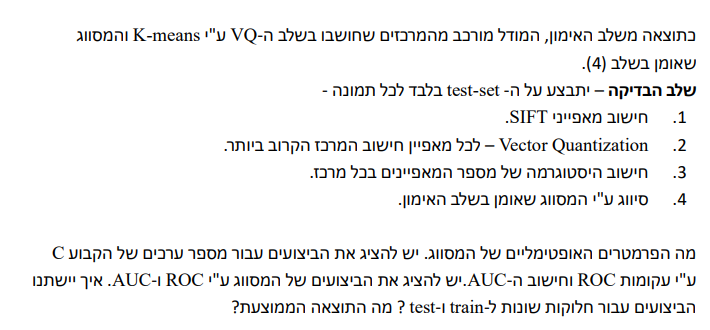 כתוצאה משלב האימון, המודל מורכב מהמרכזים שחושבו בשלב ה-VQ ע"י K-means והמסווג
שאומן בשלב (4).
שלב הבדיקה – יתבצע על ה- test-set בלבד לכל תמונה -
1. חישוב מאפייני SIFT.
2. Vector Quantization – לכל מאפיין חישוב המרכז הקרוב ביותר.
3. חישוב היסטוגרמה של מספר המאפיינים בכל מרכז.
4. סיווג ע"י המסווג שאומן בשלב האימון.
מה הפרמטרים האופטימליים של המסווג. יש להציג את הביצועים עבור מספר ערכים של הקבוע C
ע"י עקומות ROC וחישוב ה-AUC.יש להציג את הביצועים של המסווג ע"י ROC ו-AUC. איך יישתנו
הביצועים עבור חלוקות שונות ל-train ו-test ? מה התוצאה הממוצעת?